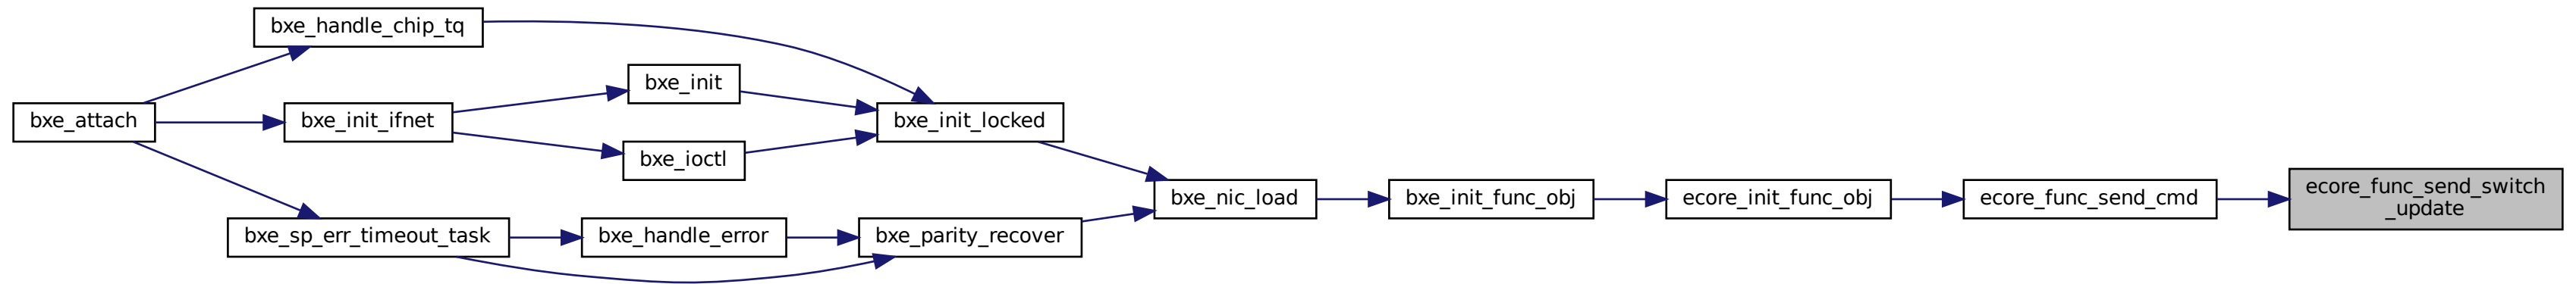 bxe_handle_chip_tq
bxe_init
bxe_attach
bxe_init_ifnet
bxe_init_locked
bxe_ioctl
bxe_nic_load
bxe_init_func_obj
ecore_init_func_obj
ecore_func_send_cmd
ecore_func_send_switch
_update
bxe_sp_err_timeout_task
bxe_handle_error
bxe_parity_recover